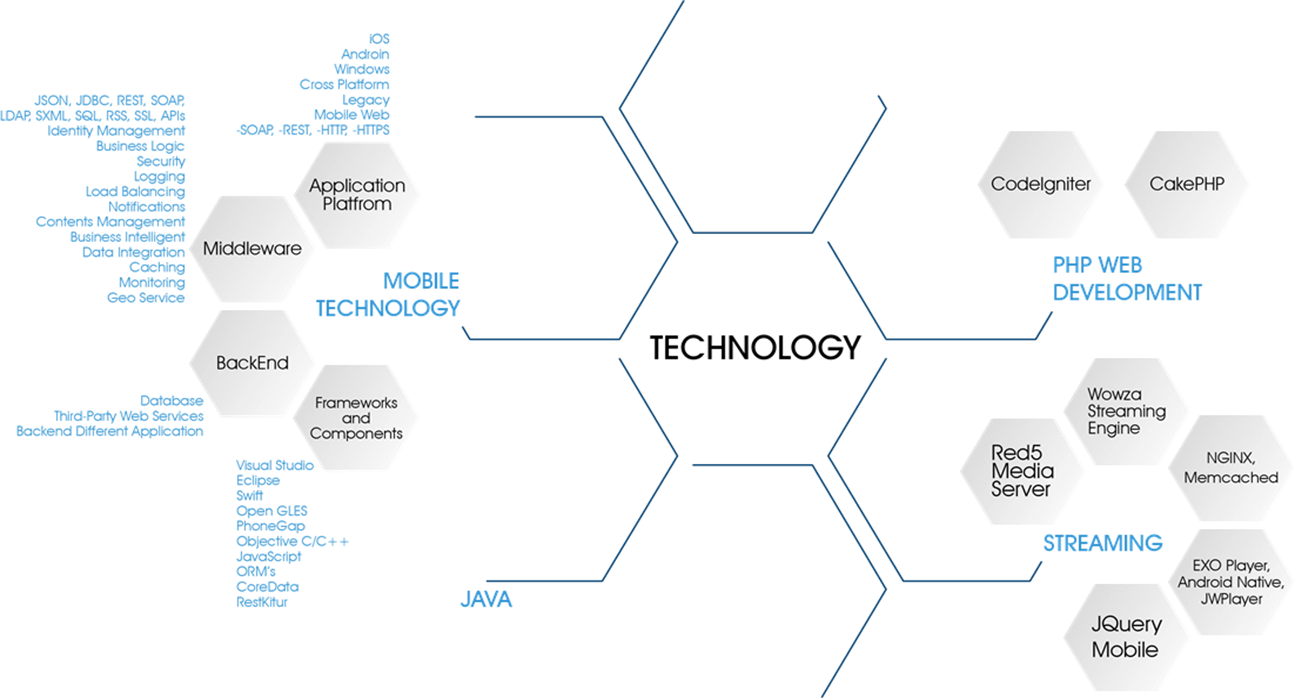 iOS
Androin
Windows
Cross Platform
Legacy
Mobile Web
-SOAP, -REST, -HTTP, -HTTPS
Application
Platfrom
JSON, JDBC, REST, SOAP,
LDAP, SXML, SQL, RSS, SSL, APIs
Identity Management
Business Logic
Security
Logging
Load Balancing
Notifications
Contents Management
Business Intelligent
Data Integration
Caching
Monitoring
Geo Service
Middleware
MOBILE
TECHNOLOGY
BackEnd
Database
Third-Party Web Services
Backend Different Application
Frameworks
and
Components
Visual Studio
Eclipse
Swift
Open GLES
PhoneGap
Objective C/C++
JavaScript
ORM's
CoreData
RestKitur
JAVA
TECHNOLOGY
CodeIgniter
CakePHP
PHP WEB
DEVELOPMENT
Wowza
Streaming
Engine
Red5
Media
Server
NGINX,
Memcached
STREAMING
EXO Player,
Android Native,
JWPlayer
JQuery
Mobile